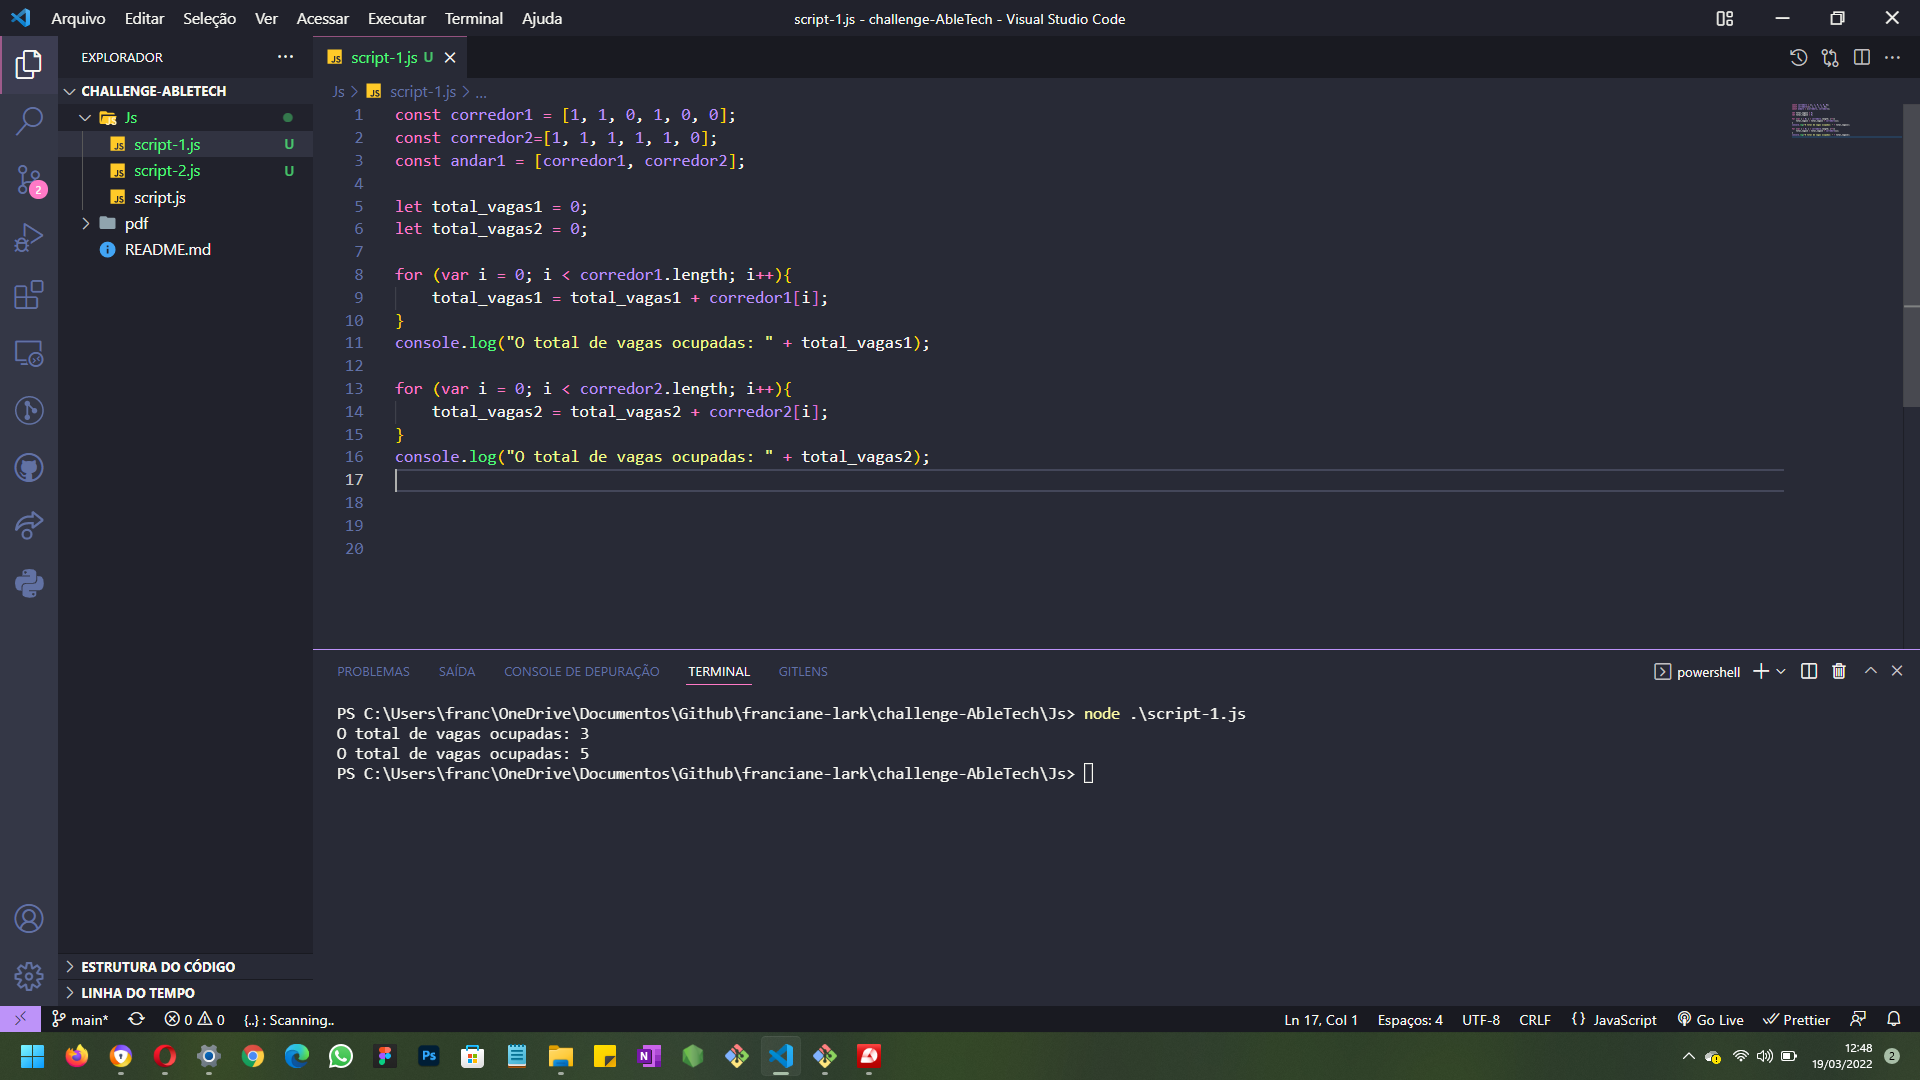 Arquivo Editar Seleção Ver Acessar Executar Terminal Ajuda
script-1.js - challenge-AbleTech - Visual Studio Code
EXPLORADOR
script-1.js U
CHALLENGE-ABLETECH
Js
script-1.js U
script-2.js U
script.js
pdf
README.md
2
Js > script-1.js > ...
1 const corredor1 = [1, 1, 0, 1, 0, 0];
2 const corredor2=[1, 1, 1, 1, 1, 0];
3 const andar1 = [corredor1, corredor2];
4
5 let total_vagas1 = 0;
6 let total_vagas2 = 0;
7
8 for (var i = 0; i < corredor1.length; i++){
9 total_vagas1 = total_vagas1 + corredor1[i];
10 }
11 console.log("O total de vagas ocupadas: " + total_vagas1);
12
13 for (var i = 0; i < corredor2.length; i++){
14 total_vagas2 = total_vagas2 + corredor2[i];
15 }
16 console.log("O total de vagas ocupadas: " + total_vagas2);
17
18
19
20
PROBLEMAS SAÍDA CONSOLE DE DEPURAÇÃO TERMINAL GITLENS
powershell
PS C:\Users\franc\OneDrive\Documentos\Github\franciane-lark\challenge-AbleTech\Js> node .\script-1.js
O total de vagas ocupadas: 3
O total de vagas ocupadas: 5
PS C:\Users\franc\OneDrive\Documentos\Github\franciane-lark\challenge-AbleTech\Js>
ESTRUTURA DO CÓDIGO
LINHA DO TEMPO
main* 0 0 {..} : Scanning..
Ln 17, Col 1 Espaços: 4 UTF-8 CRLF {} JavaScript Go Live Prettier
Ps
N
12:48
19/03/2022
2